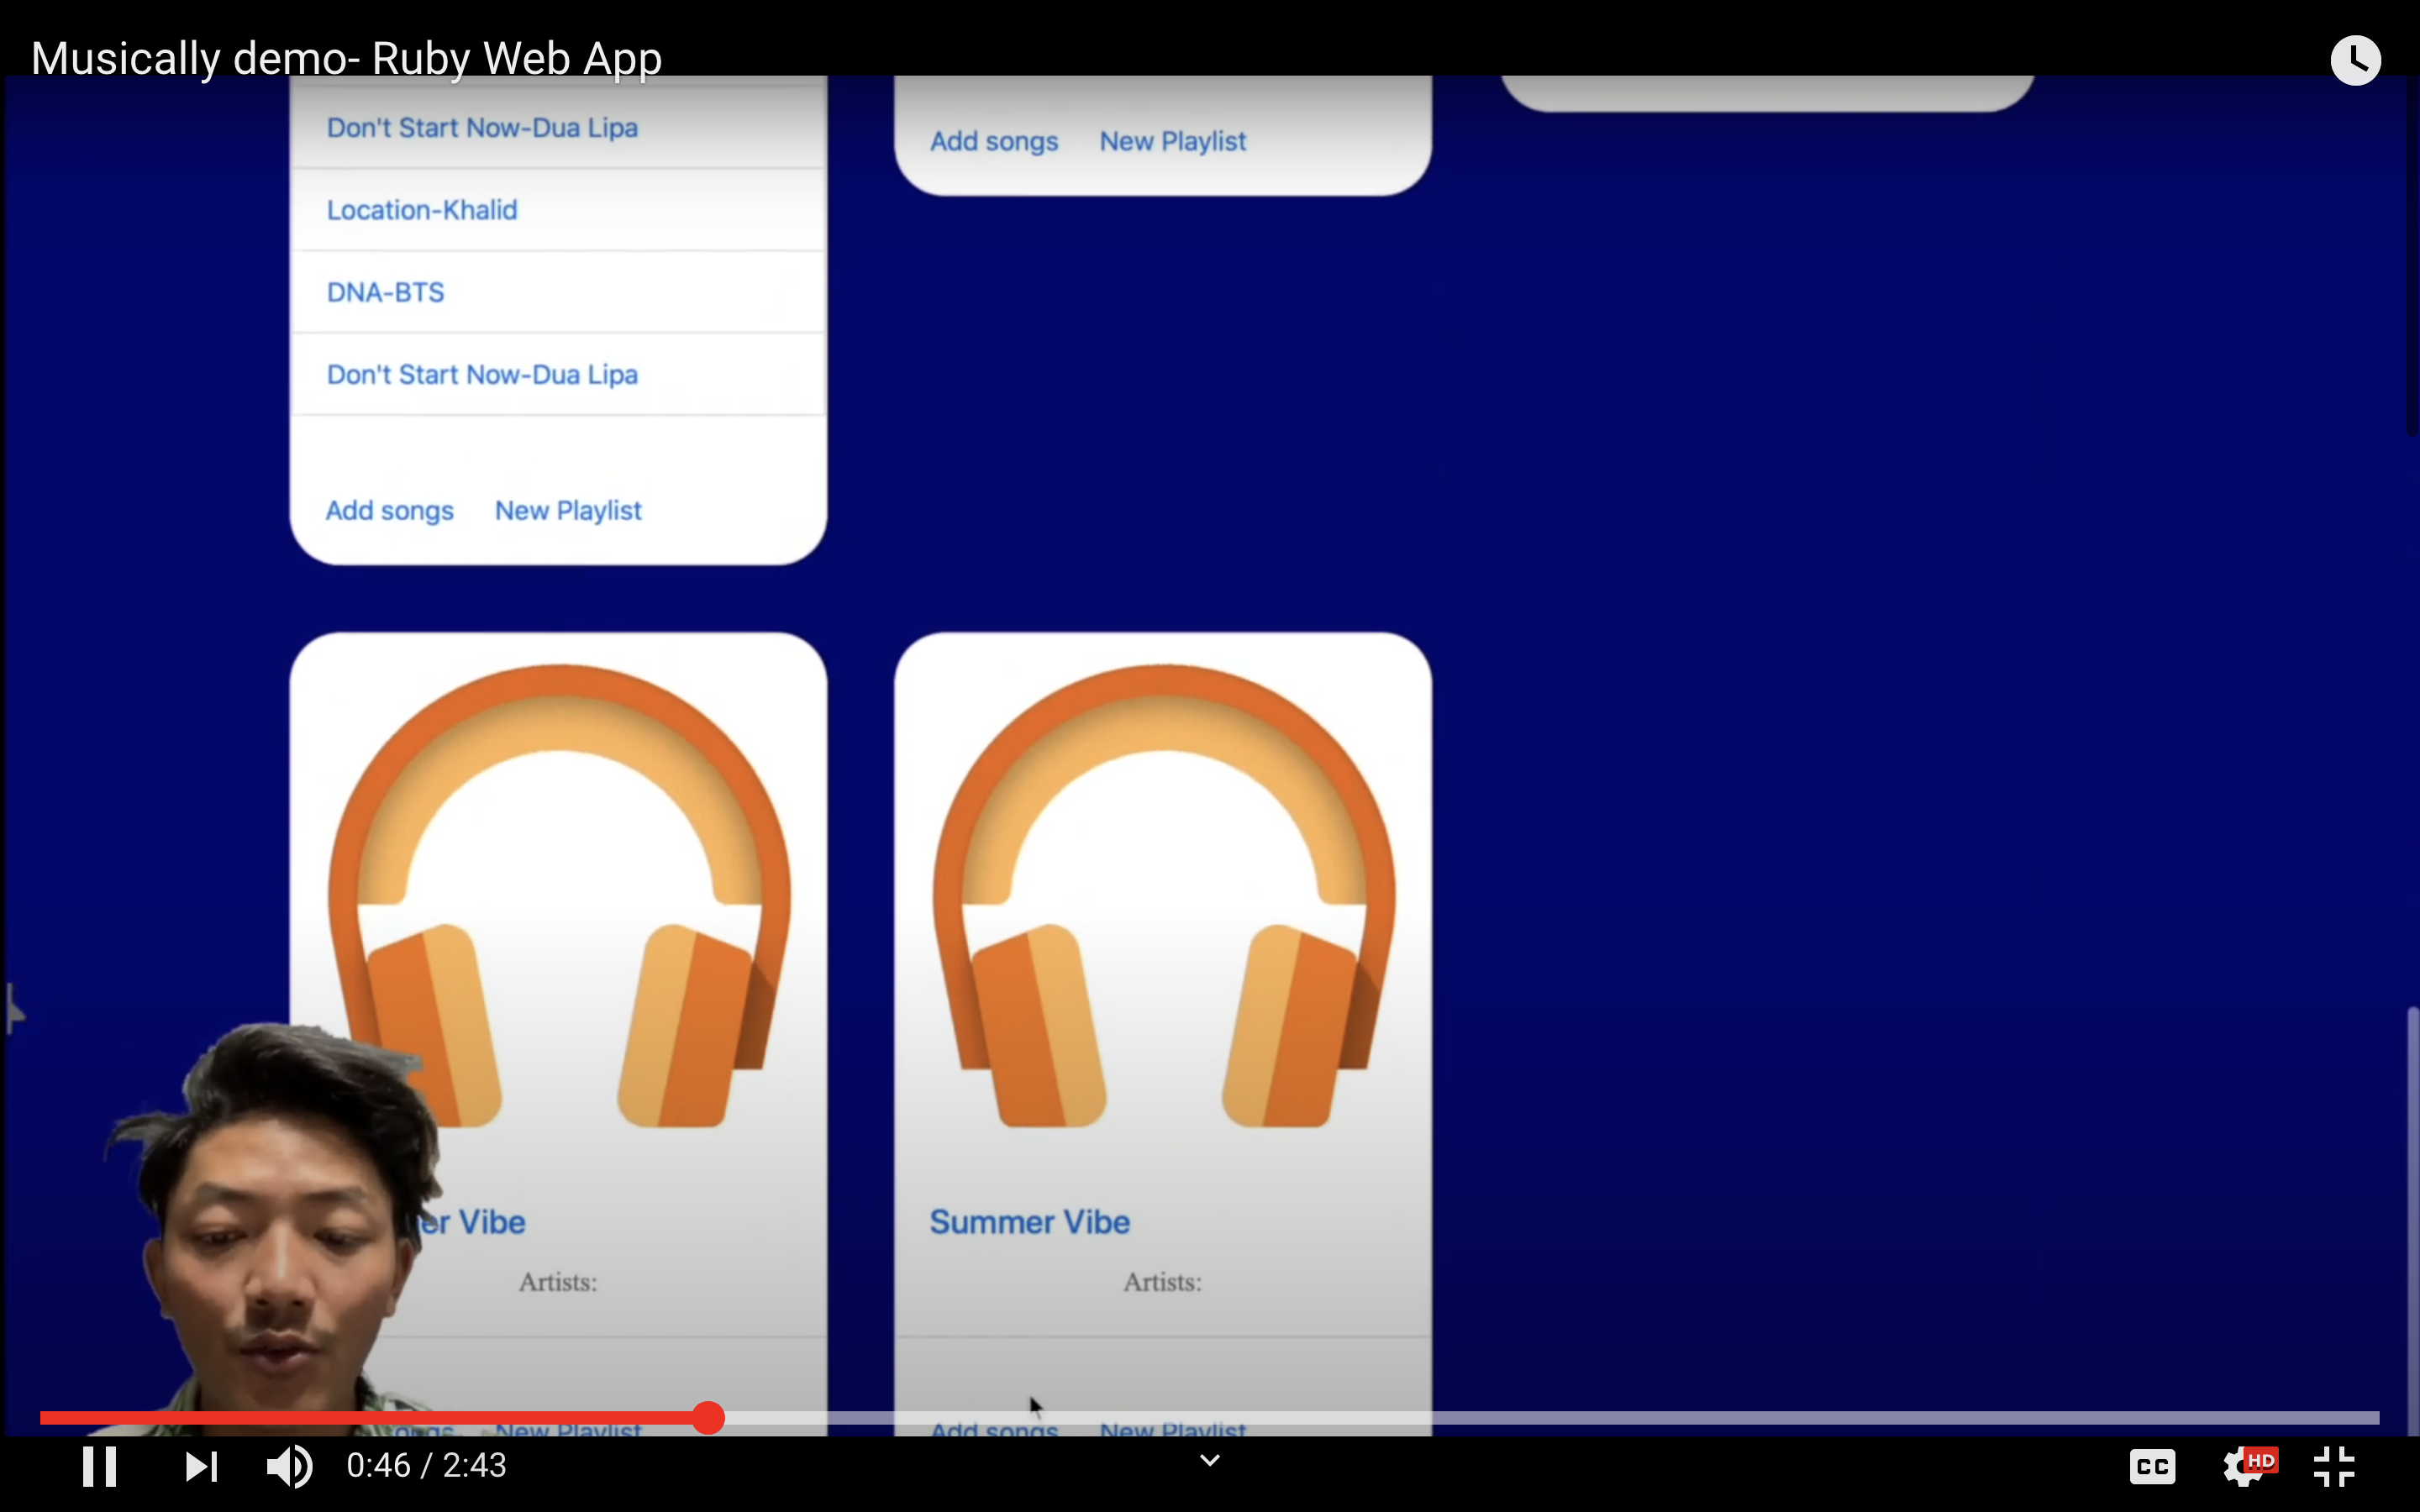 Musically demo- Ruby Web App
Don't Start Now-Dua Lipa
Location-Khalid
DNA-BTS
Don't Start Now-Dua Lipa
Add songs New Playlist
Add songs New Playlist
er Vibe
Artists:
New Playlist
Summer Vibe
Artists:
Add songs New Playlist
0:46 / 2:43
CC
HD